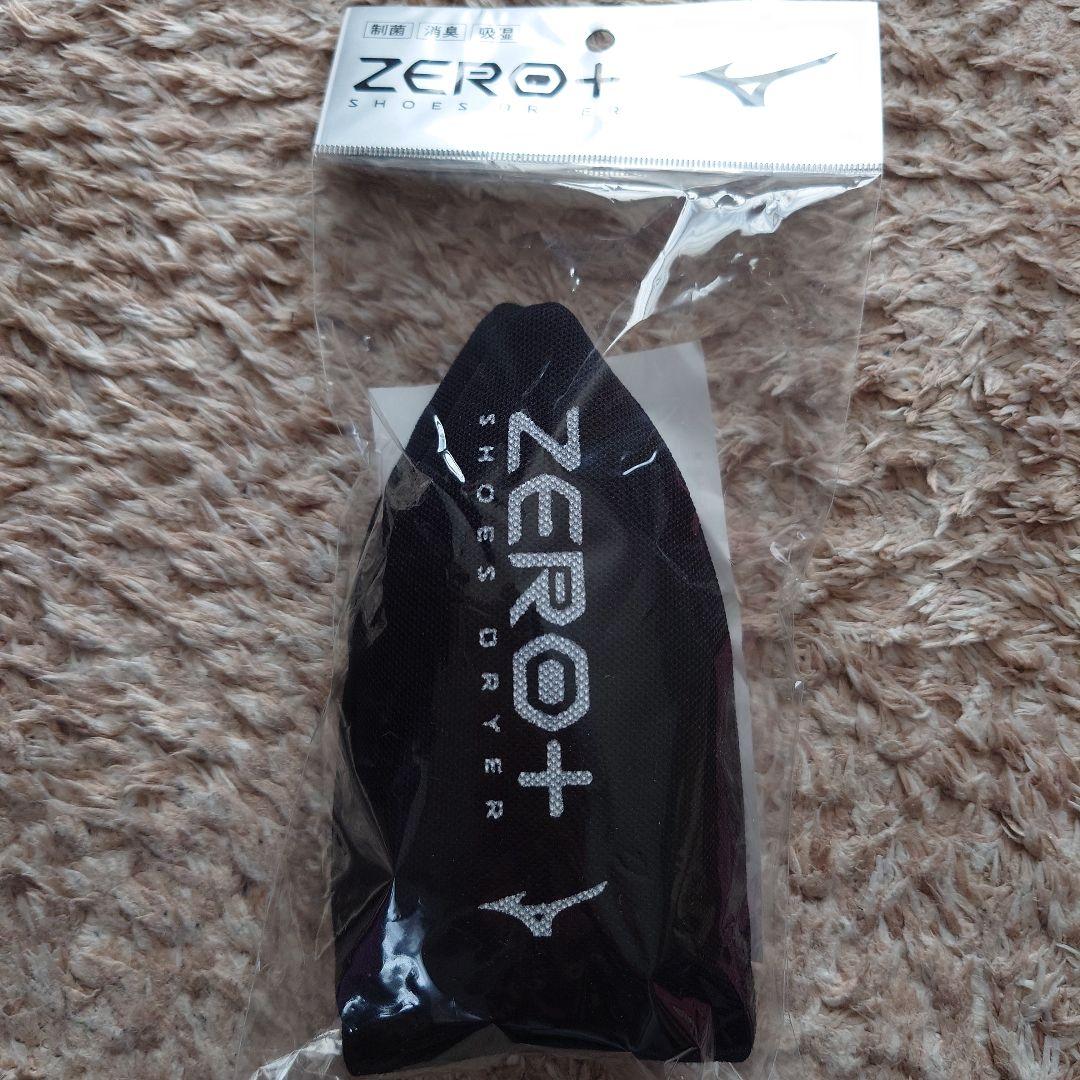 制菌 消臭 吸湿
ZERO+
SHOES DRYER
ZERO+
SHOES DRYER